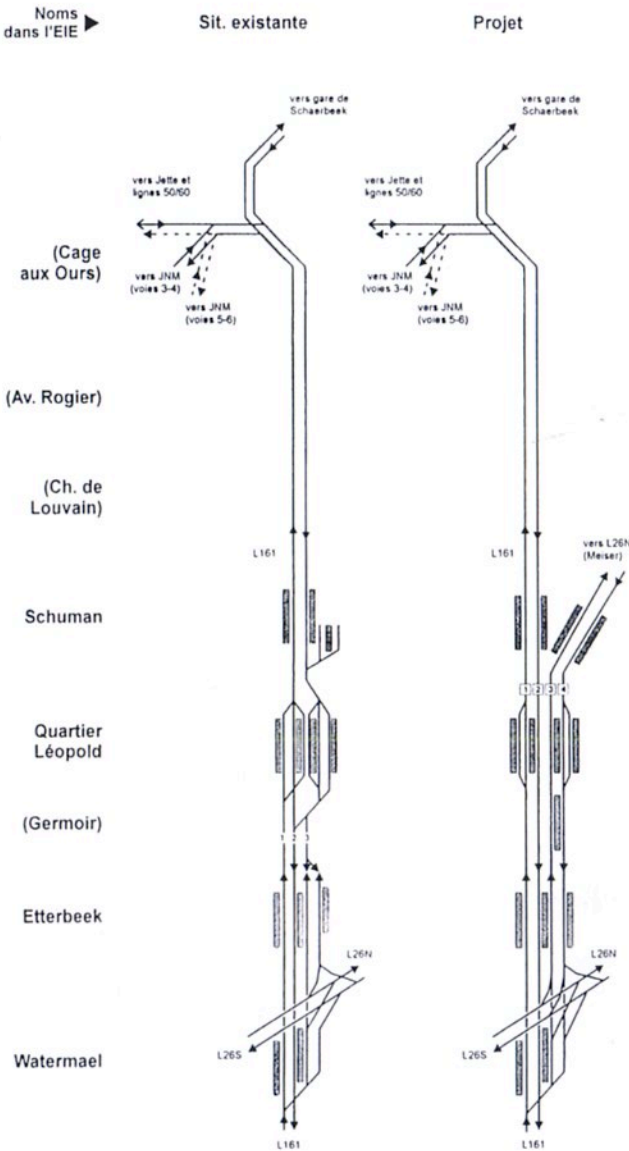 Noms
dans l'EIE
Sit. existante
Projet
vers gare de
Schaerbeek
vers gare de
Schaerbeek
vers Jette et
lignes 50/60
vers Jette et
lignes 50/60
(Cage
aux Ours)
vers JNM
(voies 3-4)
vers JNM
(voies 5-6)
vers JNM
(voies 3-4)
vers JNM
(voies 5-6)
(Av. Rogier)
(Ch. de
Louvain)
L161
L161
vers L26N
(Meiser)
Schuman
1 2 3 4
Quartier
Léopold
(Germoir)
1 2 3
Etterbeek
L26N
L26N
Watermael
L26S
L26S
L161
L161